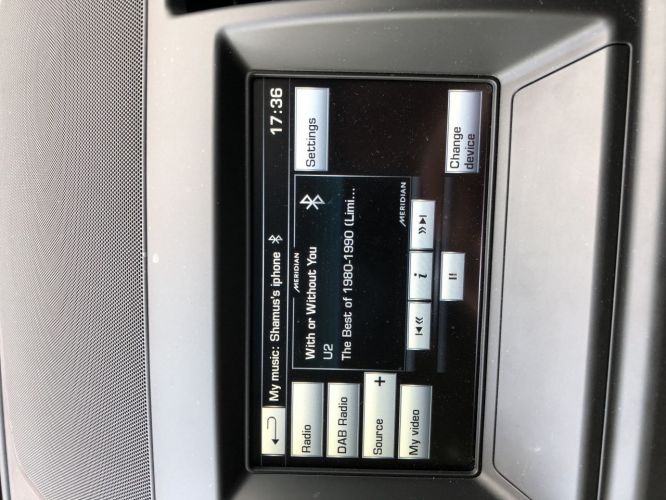 My music: Shamus's iphone
17:36
Radio
DAB Radio
Source +
My video
MERIDIAN
With or Without You
U2
The Best of 1980-1990 (Limi...
MERIDIAN
i
Settings
Change
device